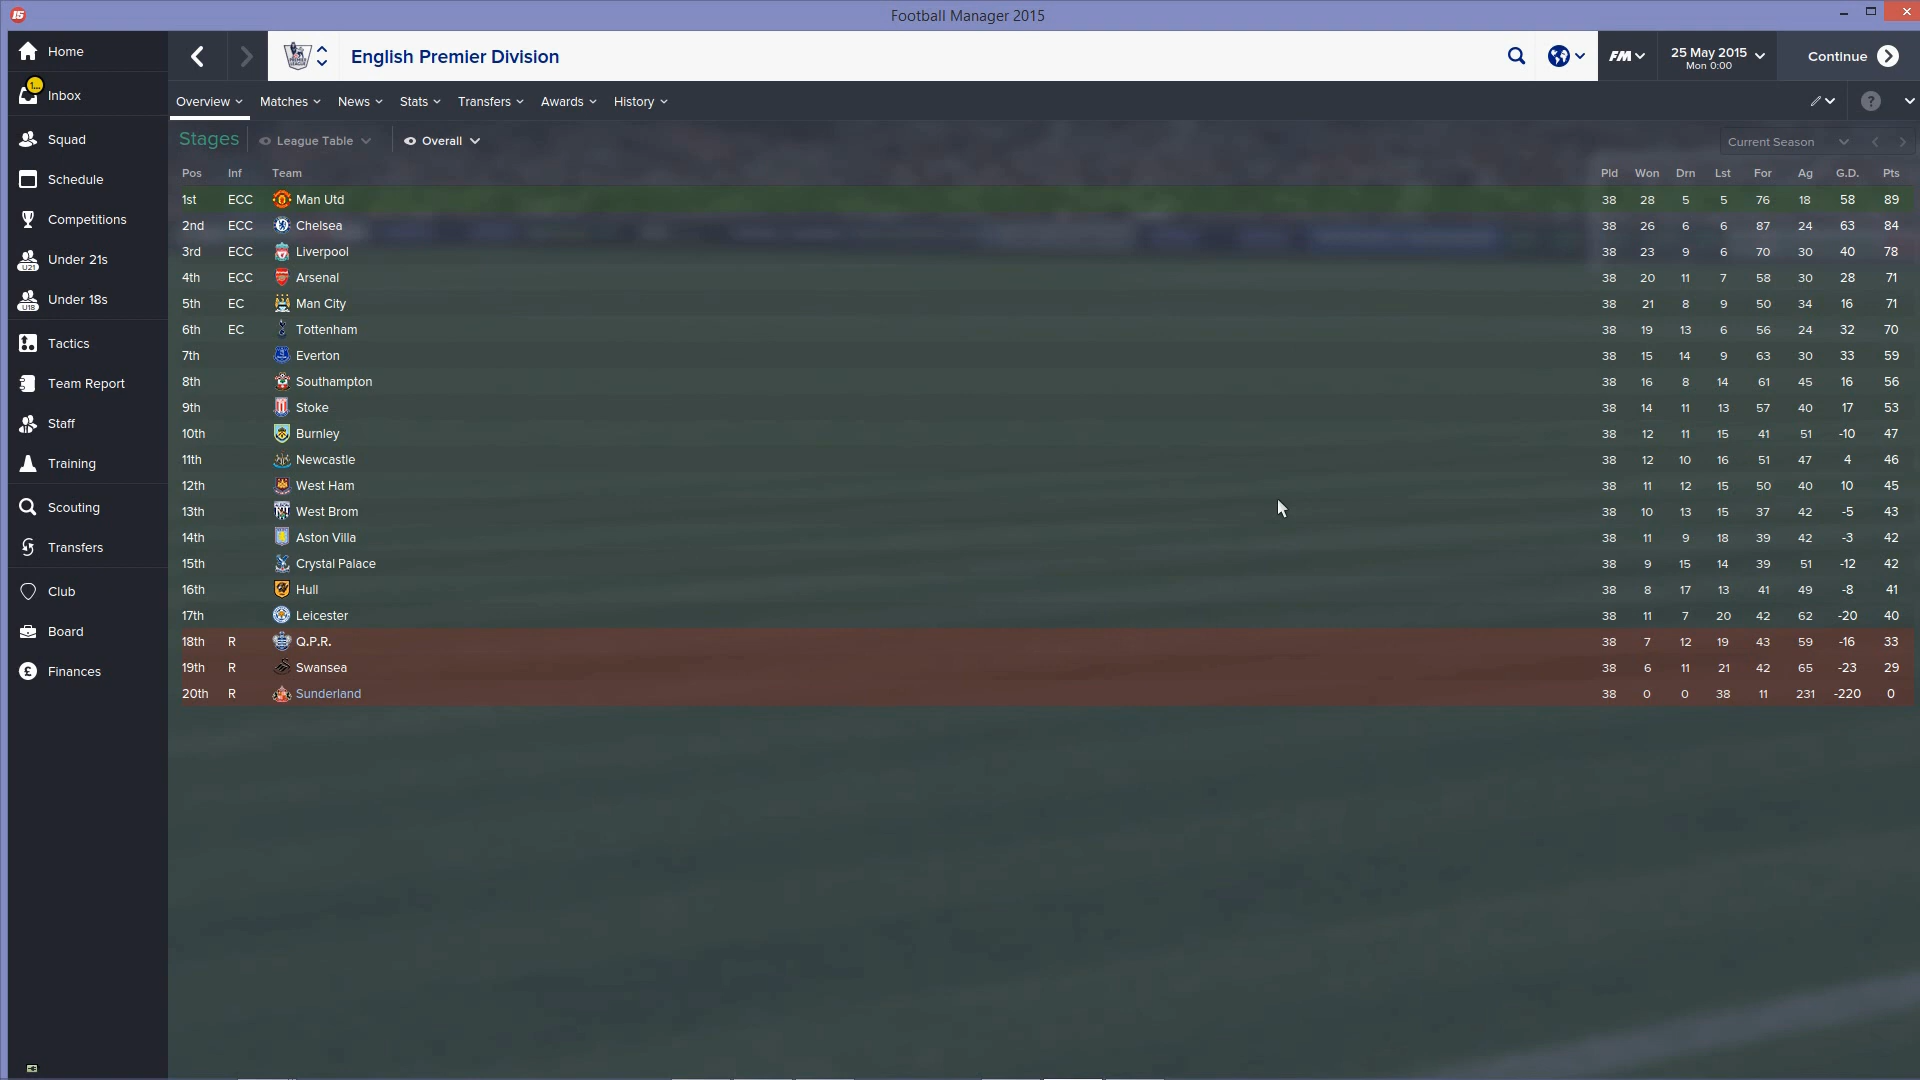 15 Football Manager 2015
Home
English Premier Division
FM
25 May 2015
Mon 0:00
Continue
1...
Inbox
Overview Matches News Stats Transfers Awards History
?
Squad
Stages League Table Overall Current Season
Schedule
Competitions
U21 Under 21s
U18 Under 18s
Tactics
Team Report
Staff
Training
Scouting
Transfers
Club
Board
£ Finances
Pos Inf Team Pld Won Drn Lst For Ag G.D. Pts
1st ECC Man Utd 38 28 5 5 76 18 58 89
2nd ECC Chelsea 38 26 6 6 87 24 63 84
3rd ECC Liverpool 38 23 9 6 70 30 40 78
4th ECC Arsenal 38 20 11 7 58 30 28 71
5th EC Man City 38 21 8 9 50 34 16 71
6th EC Tottenham 38 19 13 6 56 24 32 70
7th Everton 38 15 14 9 63 30 33 59
8th Southampton 38 16 8 14 61 45 16 56
9th Stoke 38 14 11 13 57 40 17 53
10th Burnley 38 12 11 15 41 51 -10 47
11th Newcastle 38 12 10 16 51 47 4 46
12th West Ham 38 11 12 15 50 40 10 45
13th West Brom 38 10 13 15 37 42 -5 43
14th Aston Villa 38 11 9 18 39 42 -3 42
15th Crystal Palace 38 9 15 14 39 51 -12 42
16th Hull 38 8 17 13 41 49 -8 41
17th Leicester 38 11 7 20 42 62 -20 40
18th R Q.P.R. 38 7 12 19 43 59 -16 33
19th R Swansea 38 6 11 21 42 65 -23 29
20th R Sunderland 38 0 0 38 11 231 -220 0